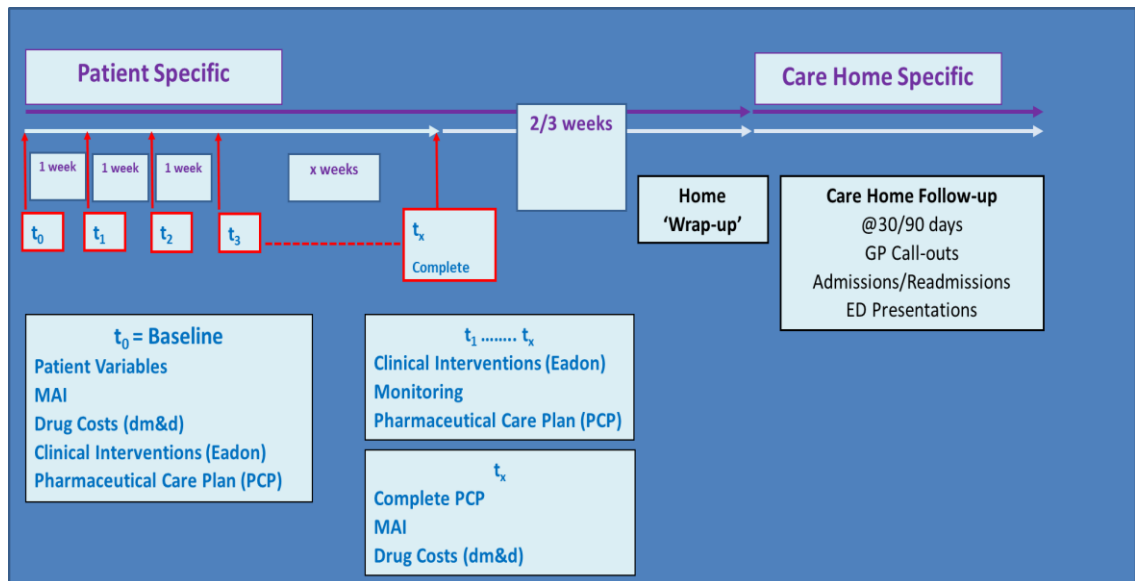 Patient Specific
Care Home Specific
2/3 weeks
1 week
1 week
1 week
x weeks
t0
t1
t2
t3
tx
Complete
Home
‘Wrap-up’
Care Home Follow-up
@30/90 days
GP Call-outs
Admissions/Readmissions
ED Presentations
t0 = Baseline
Patient Variables
MAI
Drug Costs (dm&d)
Clinical Interventions (Eadon)
Pharmaceutical Care Plan (PCP)
t1 …….. tx
Clinical Interventions (Eadon)
Monitoring
Pharmaceutical Care Plan (PCP)
tx
Complete PCP
MAI
Drug Costs (dm&d)